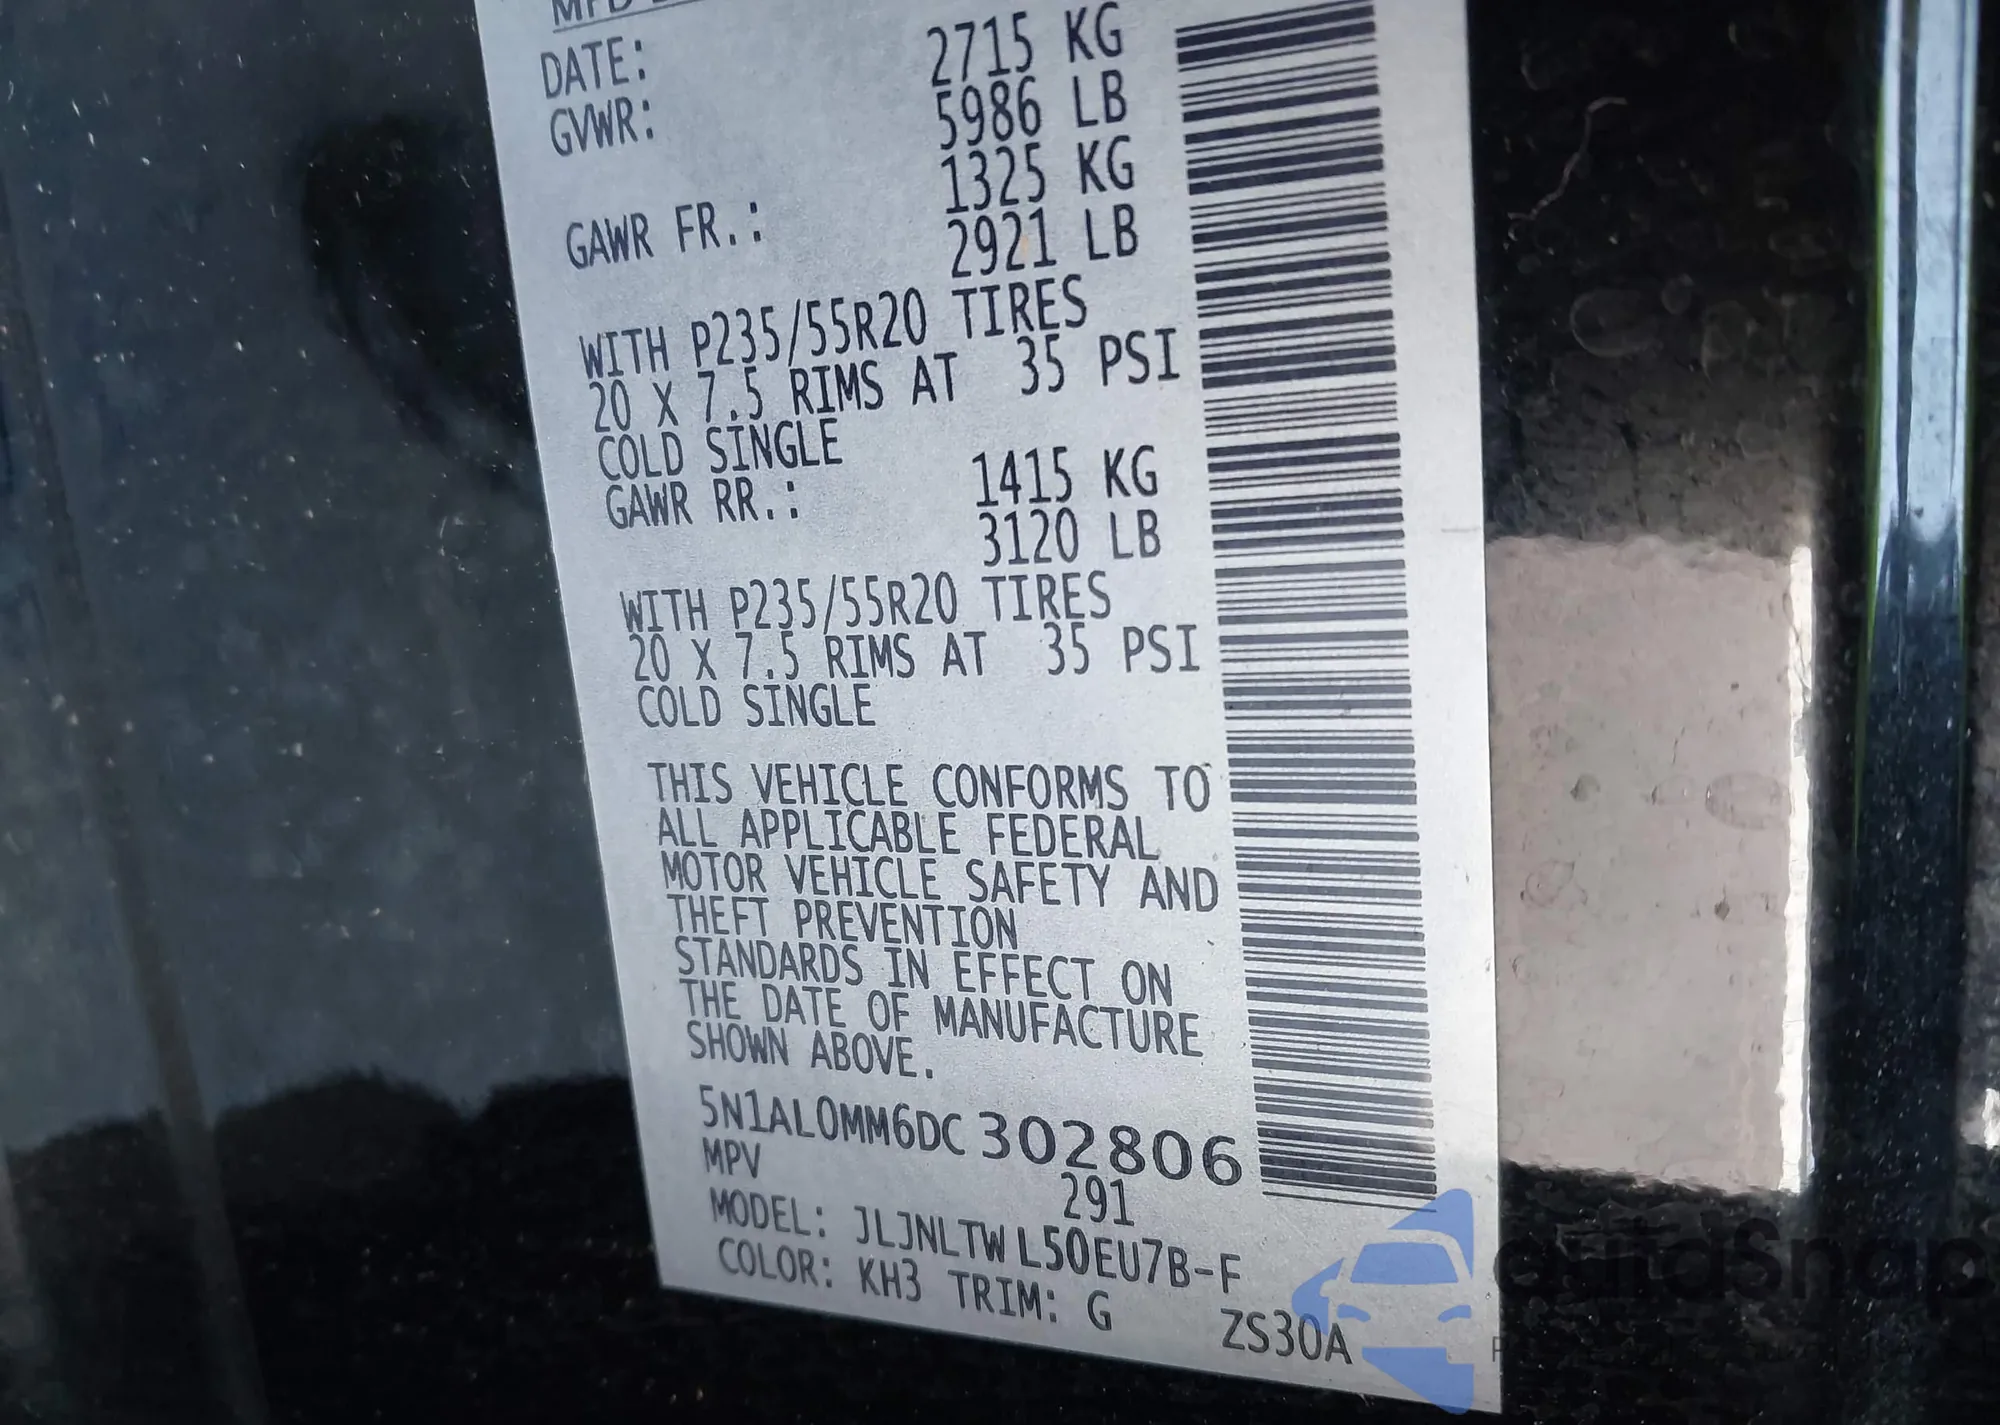 DATE:
2715 KG
GVWR:
5986 LB
1325 KG
GAWR FR.:
2921 LB
WITH P235/55R20 TIRES
20 X 7.5 RIMS AT 35 PSI
COLD SINGLE
GAWR RR.: 1415 KG
3120 LB
WITH P235/55R20 TIRES
20 X 7.5 RIMS AT 35 PSI
COLD SINGLE
THIS VEHICLE CONFORMS TO
ALL APPLICABLE FEDERAL
MOTOR VEHICLE SAFETY AND
THEFT PREVENTION
STANDARDS IN EFFECT ON
THE DATE OF MANUFACTURE
SHOWN ABOVE.
5N1AL0MM6DC302806
MPV 291
MODEL: JLJNLTWL50EU7B-F
COLOR: KH3 TRIM: G
ZS30A